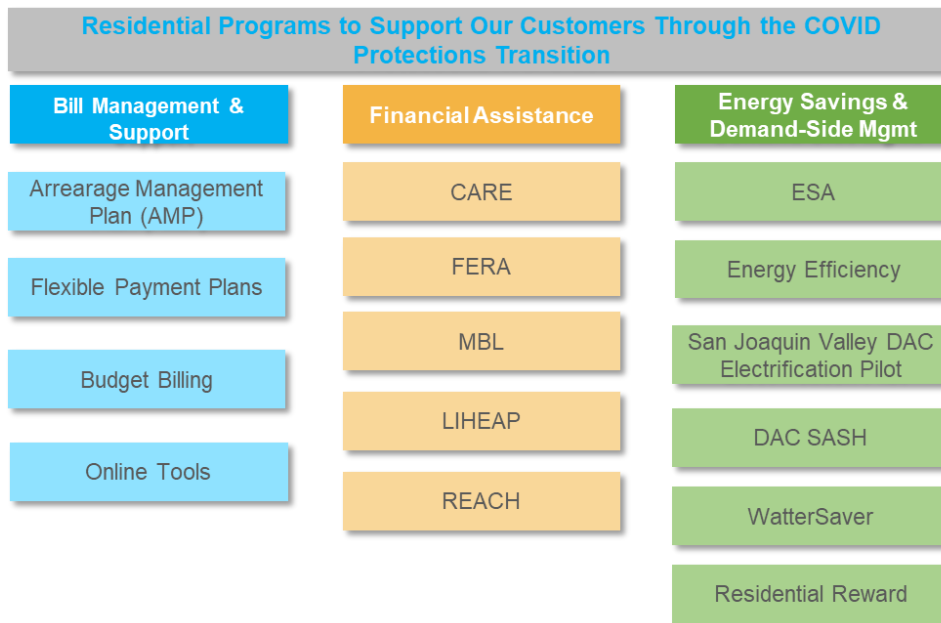 Residential Programs to Support Our Customers Through the COVID
Protections Transition
Bill Management &
Support
Arrearage Management
Plan (AMP)
Flexible Payment Plans
Budget Billing
Online Tools
Financial Assistance
CARE
FERA
MBL
LIHEAP
REACH
Energy Savings &
Demand-Side Mgmt
ESA
Energy Efficiency
San Joaquin Valley DAC
Electrification Pilot
DAC SASH
WatterSaver
Residential Reward